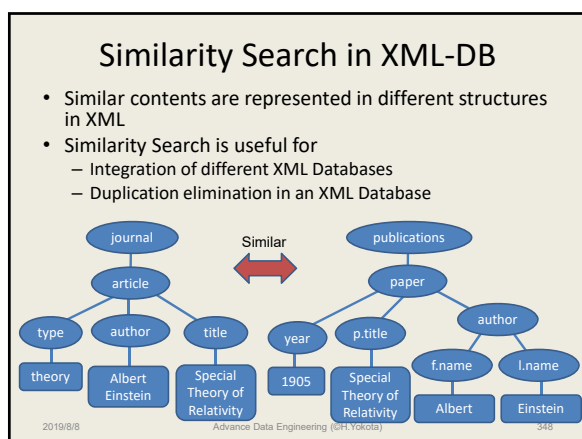 Similarity Search in XML-DB
• Similar contents are represented in different structures
in XML
• Similarity Search is useful for
– Integration of different XML Databases
– Duplication elimination in an XML Database
journal
Similar
publications
article
paper
type
author
title
year
p.title
author
f.name
l.name
theory
Albert
Einstein
Special
Theory of
Relativity
1905
Special
Theory of
Relativity
Albert
Einstein
2019/8/8
Advance Data Engineering (©H.Yokota)
348